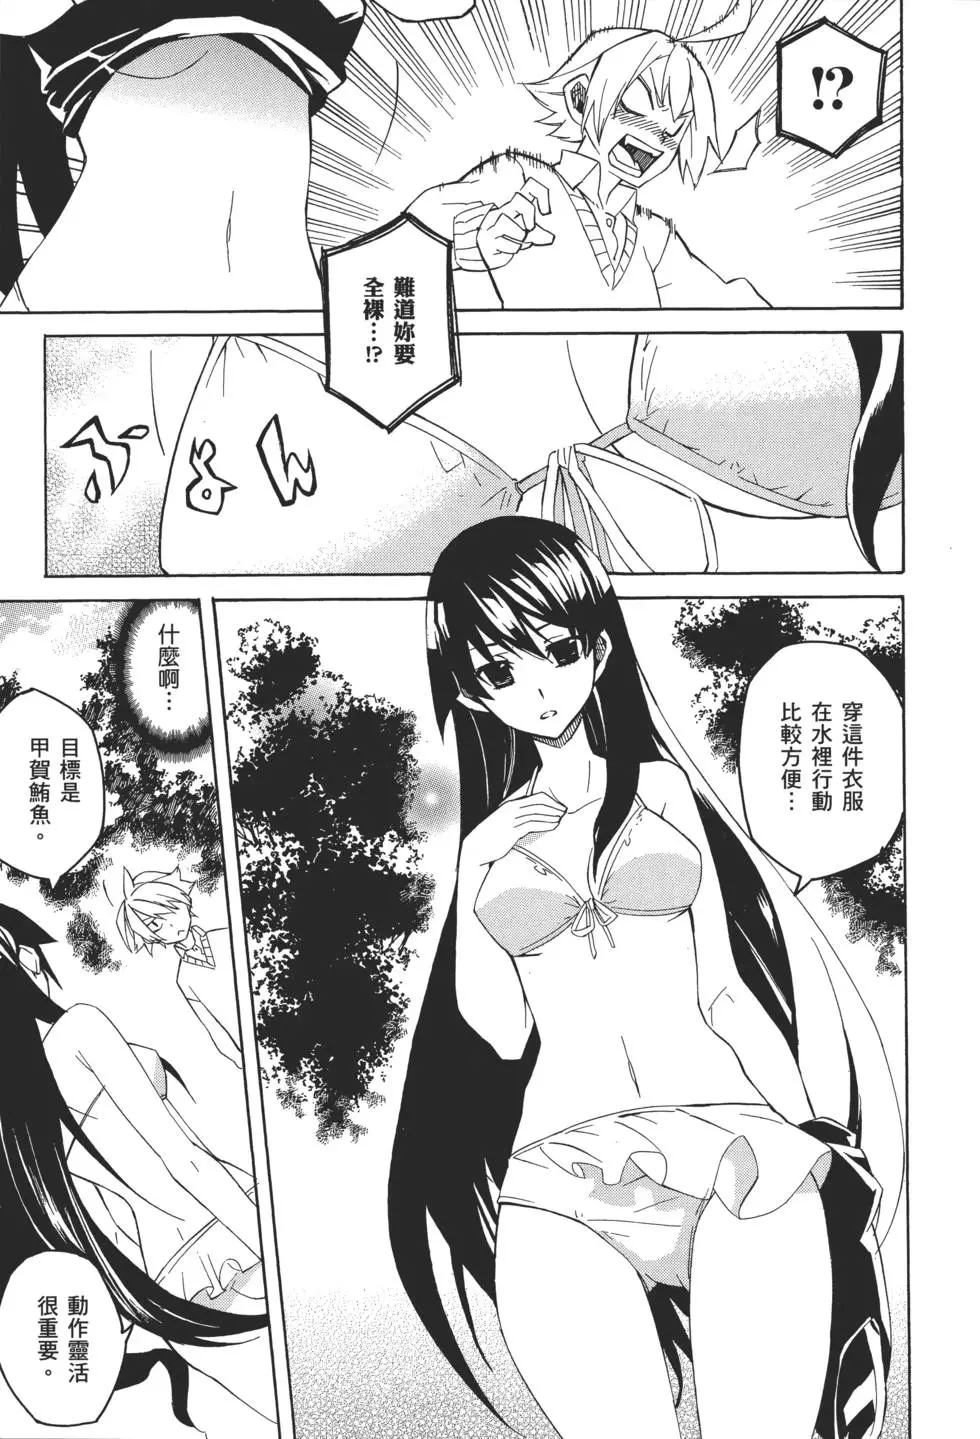 !?
難道妳要
全裸…!?
ぷよん
穿這件衣服
在水裡行動
比較方便…
什麼啊…
目標是
甲賀鮪魚。
動作靈活
很重要。